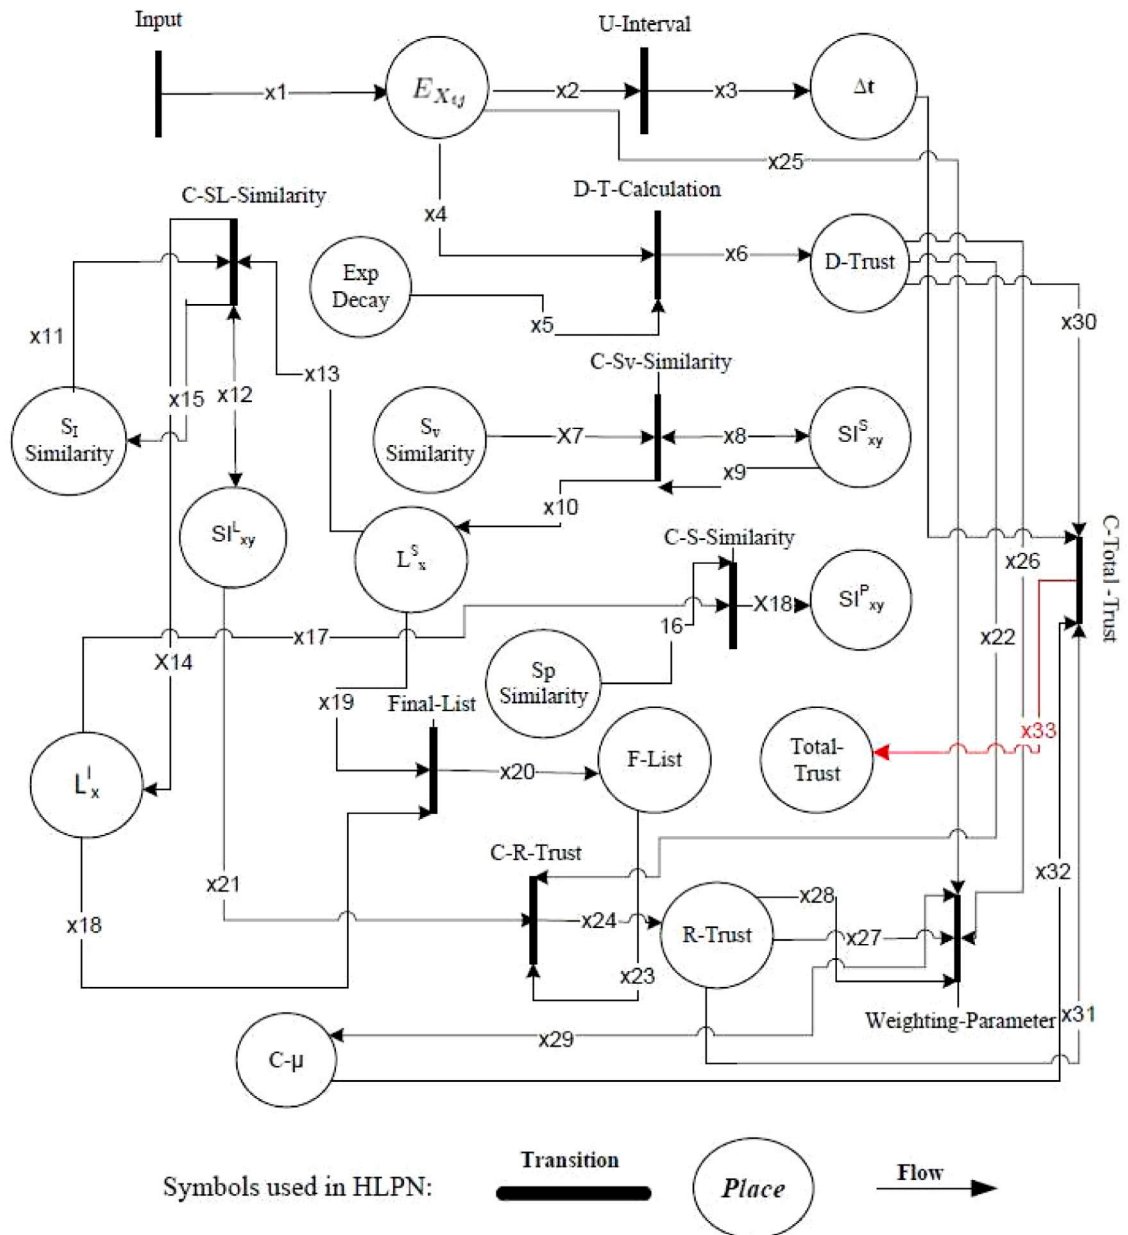 Input
U-Interval
x1
E_{X_{i,j}}
x2
x3
Δt
x25
C-SL-Similarity
D-T-Calculation
x4
x6
D-Trust
Exp
Decay
x5
x30
x11
x13
C-Sv-Similarity
x15
x12
S_I
Similarity
S_v
Similarity
X7
x8
SI^S_xy
x9
x10
SI^L_xy
L^S_x
C-S-Similarity
x26
C-Total-Trust
X18
SI^P_xy
16
x17
x22
X14
Sp
Similarity
x19
Final-List
x33
L^I_x
x20
F-List
Total-
Trust
C-R-Trust
x21
x32
x18
x28
x24
R-Trust
x27
x23
Weighting-Parameter
x31
x29
C-μ
Symbols used in HLPN:
Transition
Place
Flow